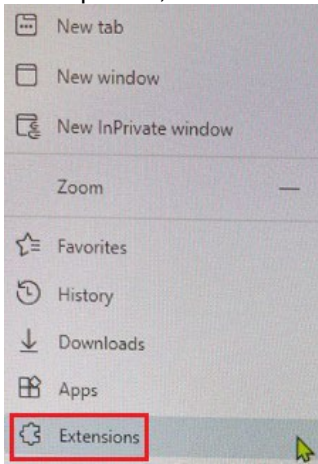 New tab
New window
New InPrivate window
Zoom
Favorites
History
Downloads
Apps
Extensions